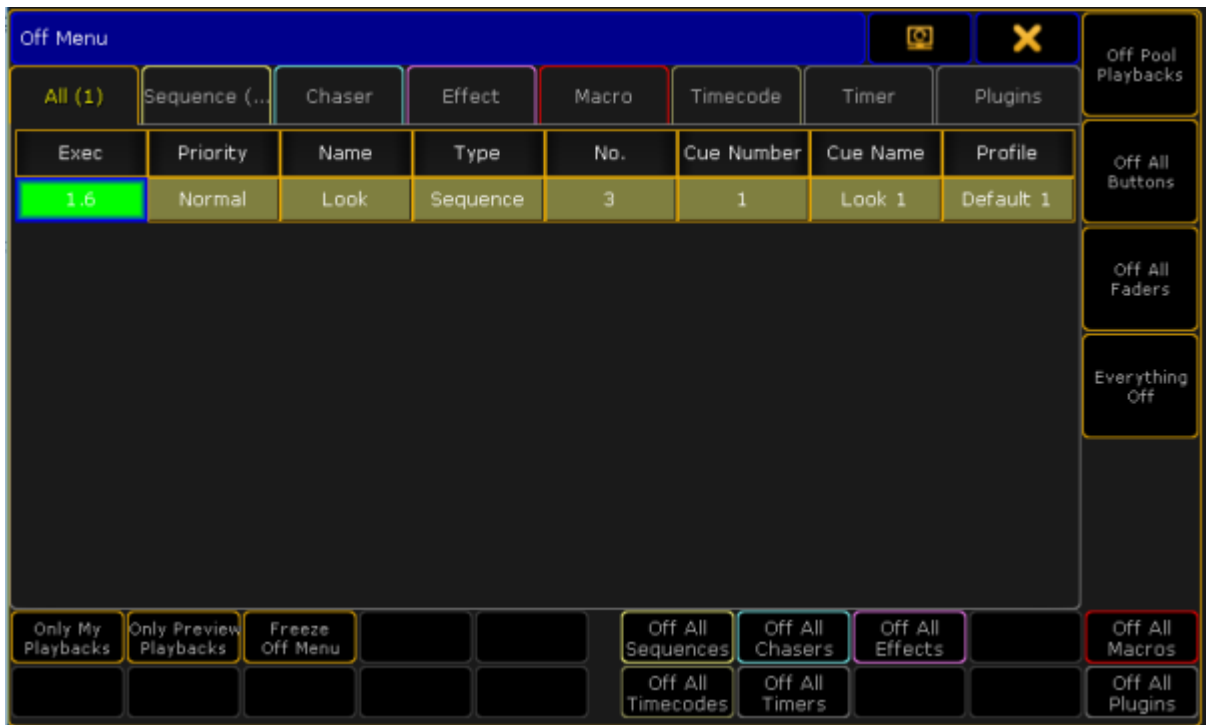 Off Menu
Off Pool
Playbacks
All (1)
Sequence (...
Chaser
Effect
Macro
Timecode
Timer
Plugins
Exec
Priority
Name
Type
No.
Cue Number
Cue Name
Profile
Off All
Buttons
1.6
Normal
Look
Sequence
3
1
Look 1
Default 1
Off All
Faders
Everything
Off
Only My
Playbacks
Only Preview
Playbacks
Freeze
Off Menu
Off All
Sequences
Off All
Chasers
Off All
Effects
Off All
Macros
Off All
Timecodes
Off All
Timers
Off All
Plugins